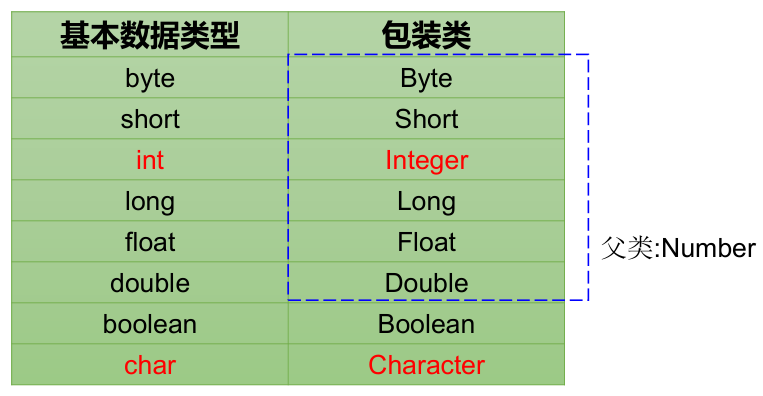 基本数据类型 包装类
byte Byte
short Short
int Integer
long Long
float Float
父类:Number
double Double
boolean Boolean
char Character